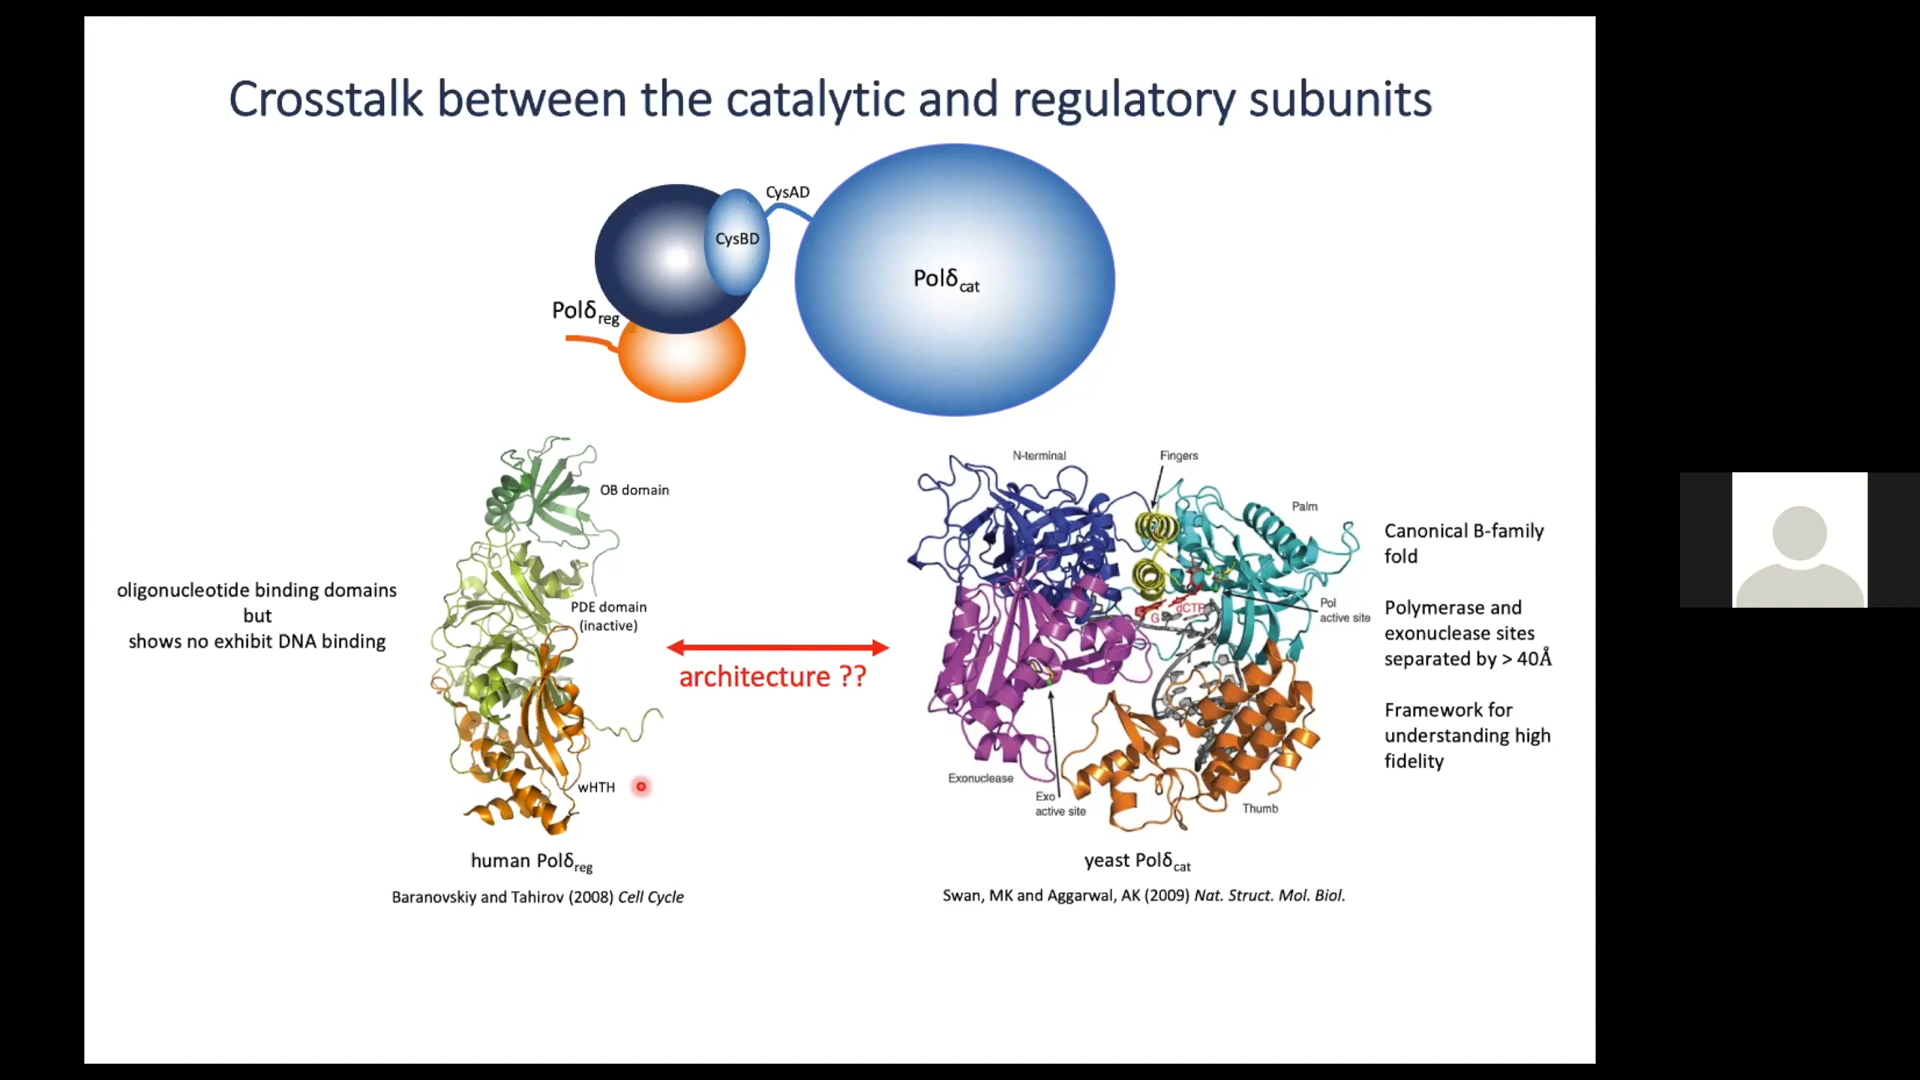 Crosstalk between the catalytic and regulatory subunits
CysAD
CysBD
Polδcat
Polδreg
OB domain
PDE domain
(inactive)
wHTH
oligonucleotide binding domains
but
shows no exhibit DNA binding
architecture ??
N-terminal
Fingers
Palm
dCTP
G
Pol
active site
Exonuclease
Exo
active site
Thumb
Canonical B-family
fold
Polymerase and
exonuclease sites
separated by > 40Å
Framework for
understanding high
fidelity
human Polδreg
Baranovskiy and Tahirov (2008) Cell Cycle
yeast Polδcat
Swan, MK and Aggarwal, AK (2009) Nat. Struct. Mol. Biol.